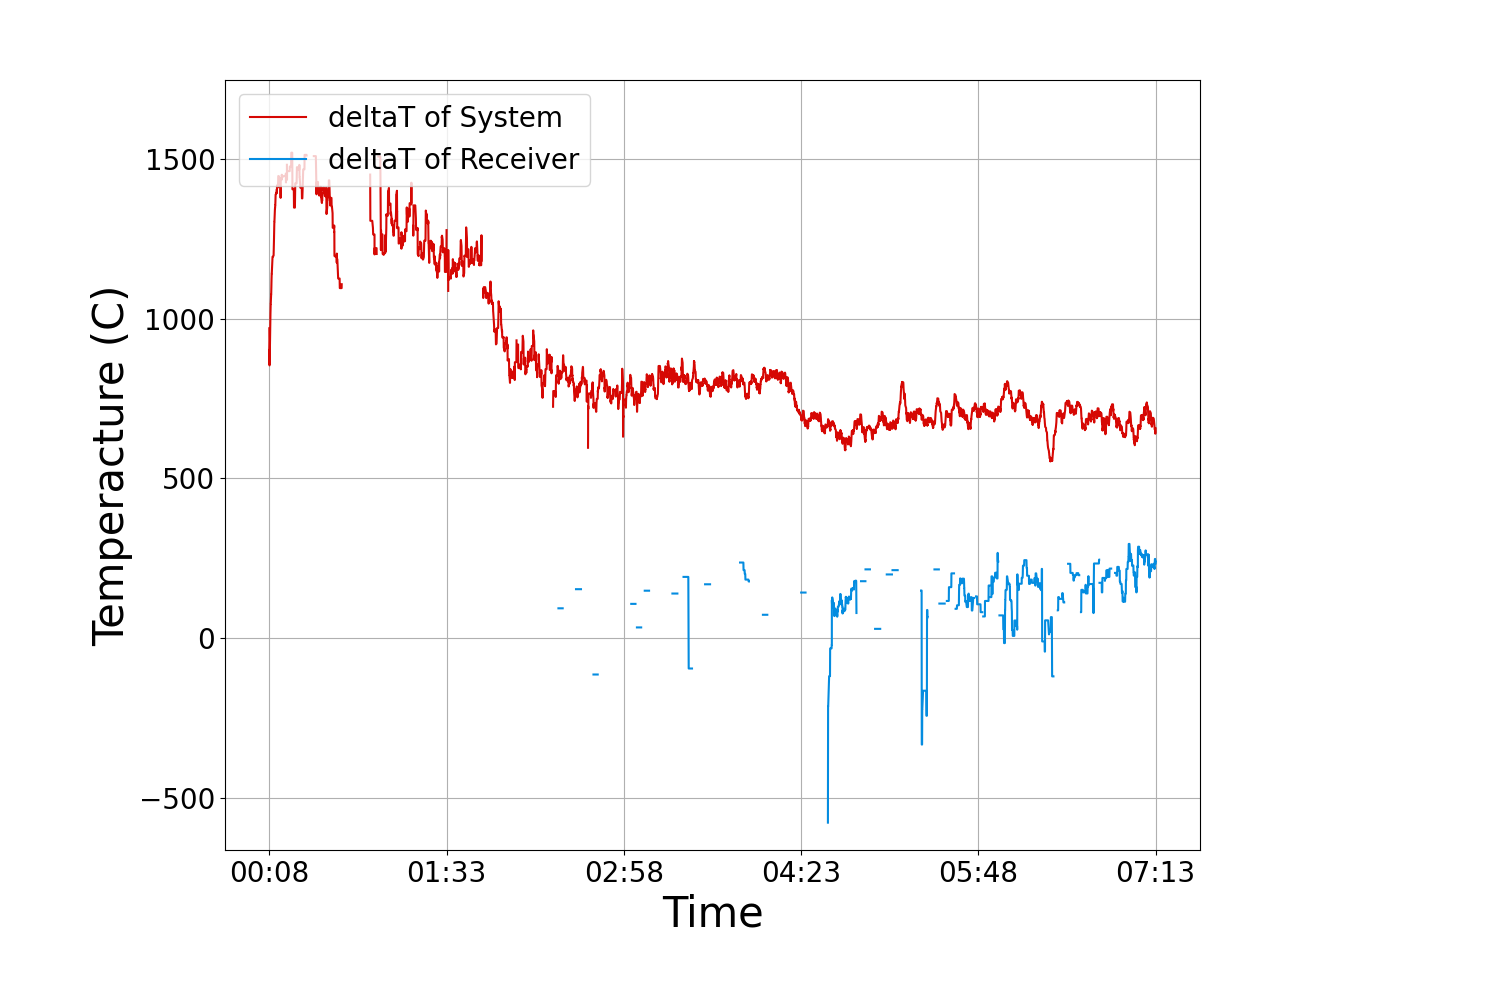 deltaT of System
deltaT of Receiver
Temperacture (C)
1500
1000
500
0
−500
00:08 01:33 02:58 04:23 05:48 07:13
Time